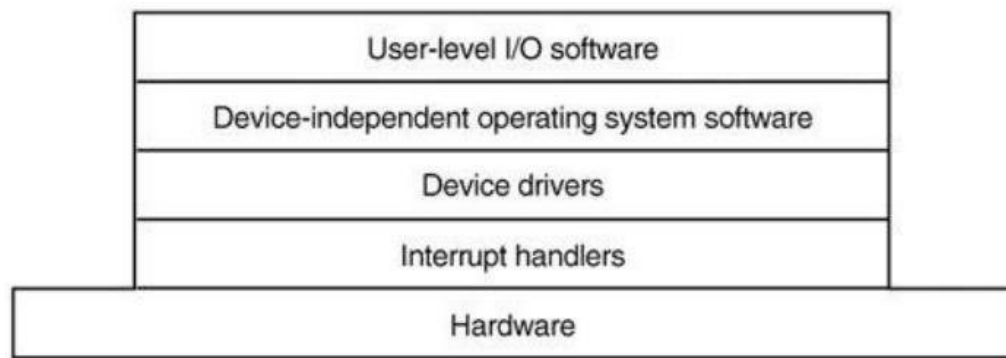 User-level I/O software
Device-independent operating system software
Device drivers
Interrupt handlers
Hardware